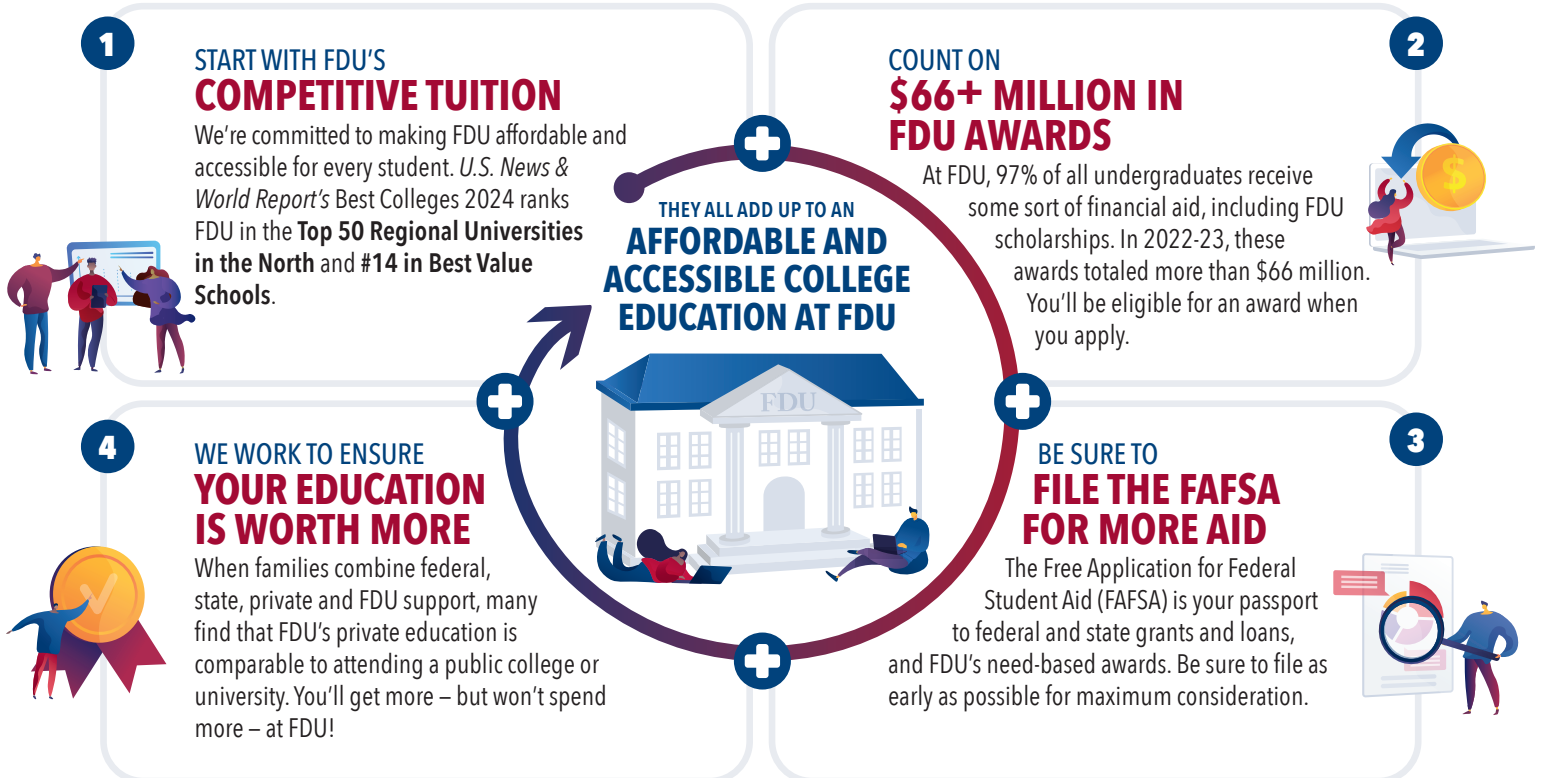 1
START WITH FDU'S
COMPETITIVE TUITION
We're committed to making FDU affordable and
accessible for every student. U.S. News &
World Report's Best Colleges 2024 ranks
FDU in the Top 50 Regional Universities
in the North and #14 in Best Value
Schools.
2
COUNT ON
$66+ MILLION IN
FDU AWARDS
At FDU, 97% of all undergraduates receive
some sort of financial aid, including FDU
scholarships. In 2022-23, these
awards totaled more than $66 million.
You'll be eligible for an award when
you apply.
$
THEY ALL ADD UP TO AN
AFFORDABLE AND
ACCESSIBLE COLLEGE
EDUCATION AT FDU
FDU
3
BE SURE TO
FILE THE FAFSA
FOR MORE AID
The Free Application for Federal
Student Aid (FAFSA) is your passport
to federal and state grants and loans,
and FDU's need-based awards. Be sure to file as
early as possible for maximum consideration.
4
WE WORK TO ENSURE
YOUR EDUCATION
IS WORTH MORE
When families combine federal,
state, private and FDU support, many
find that FDU's private education is
comparable to attending a public college or
university. You'll get more – but won't spend
more – at FDU!